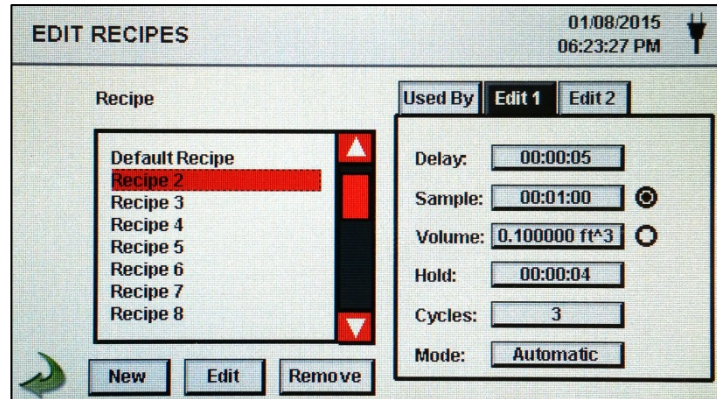 EDIT RECIPES
01/08/2015
06:23:27 PM
Recipe
Default Recipe
Recipe 2
Recipe 3
Recipe 4
Recipe 5
Recipe 6
Recipe 7
Recipe 8
New Edit Remove
Used By Edit 1 Edit 2
Delay: 00:00:05
Sample: 00:01:00
Volume: 0.100000 ft^3
Hold: 00:00:04
Cycles: 3
Mode: Automatic